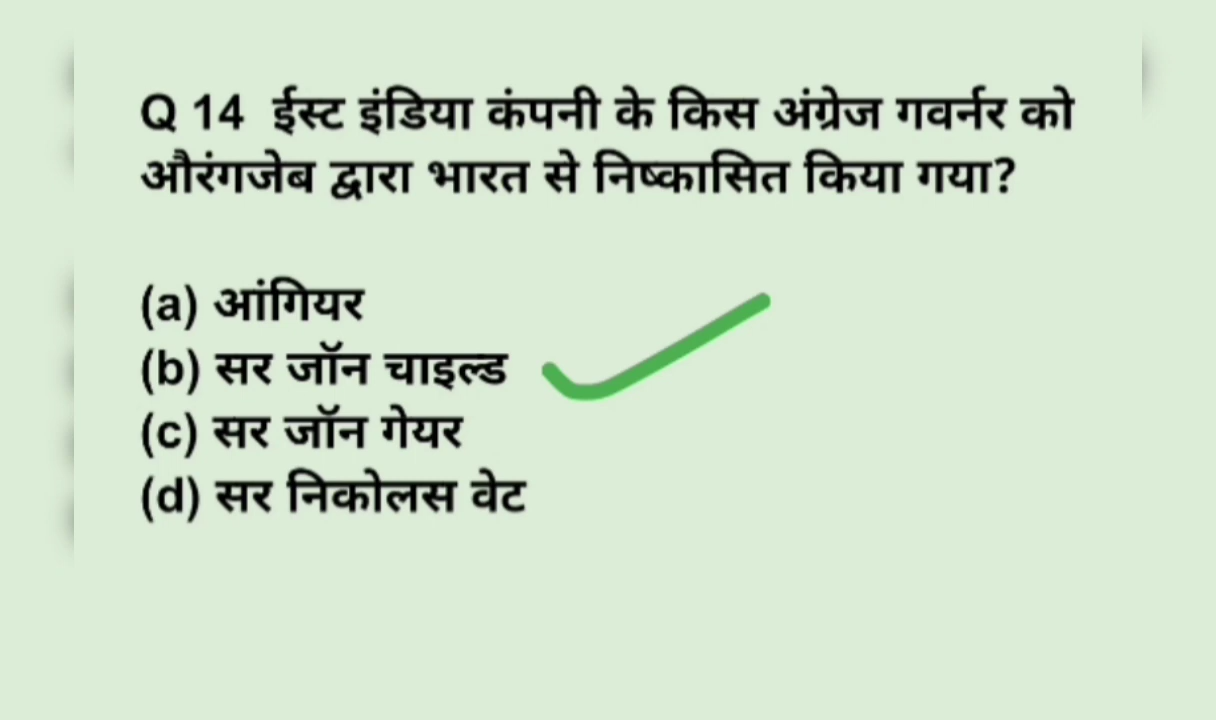 Q 14 ईस्ट इंडिया कंपनी के किस अंग्रेज गवर्नर को
औरंगजेब द्वारा भारत से निष्कासित किया गया?
(a) आंगियर
(b) सर जॉन चाइल्ड
(c) सर जॉन गेयर
(d) सर निकोलस वेट